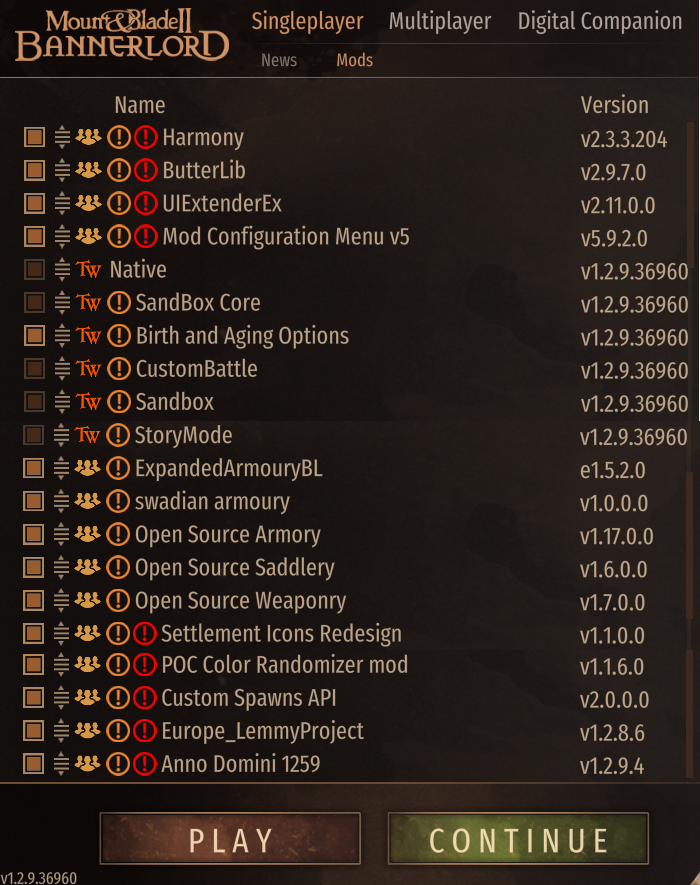 Mount & Blade II
BANNERLORD
Singleplayer Multiplayer Digital Companion
News Mods
Name Version
Harmony v2.3.3.204
ButterLib v2.9.7.0
UIExtenderEx v2.11.0.0
Mod Configuration Menu v5 v5.9.2.0
TW Native v1.2.9.36960
TW SandBox Core v1.2.9.36960
TW Birth and Aging Options v1.2.9.36960
TW CustomBattle v1.2.9.36960
TW Sandbox v1.2.9.36960
TW StoryMode v1.2.9.36960
ExpandedArmouryBL e1.5.2.0
swadian armoury v1.0.0.0
Open Source Armory v1.17.0.0
Open Source Saddlery v1.6.0.0
Open Source Weaponry v1.7.0.0
Settlement Icons Redesign v1.1.0.0
POC Color Randomizer mod v1.1.6.0
Custom Spawns API v2.0.0.0
Europe_LemmyProject v1.2.8.6
Anno Domini 1259 v1.2.9.4
PLAY CONTINUE
v1.2.9.36960